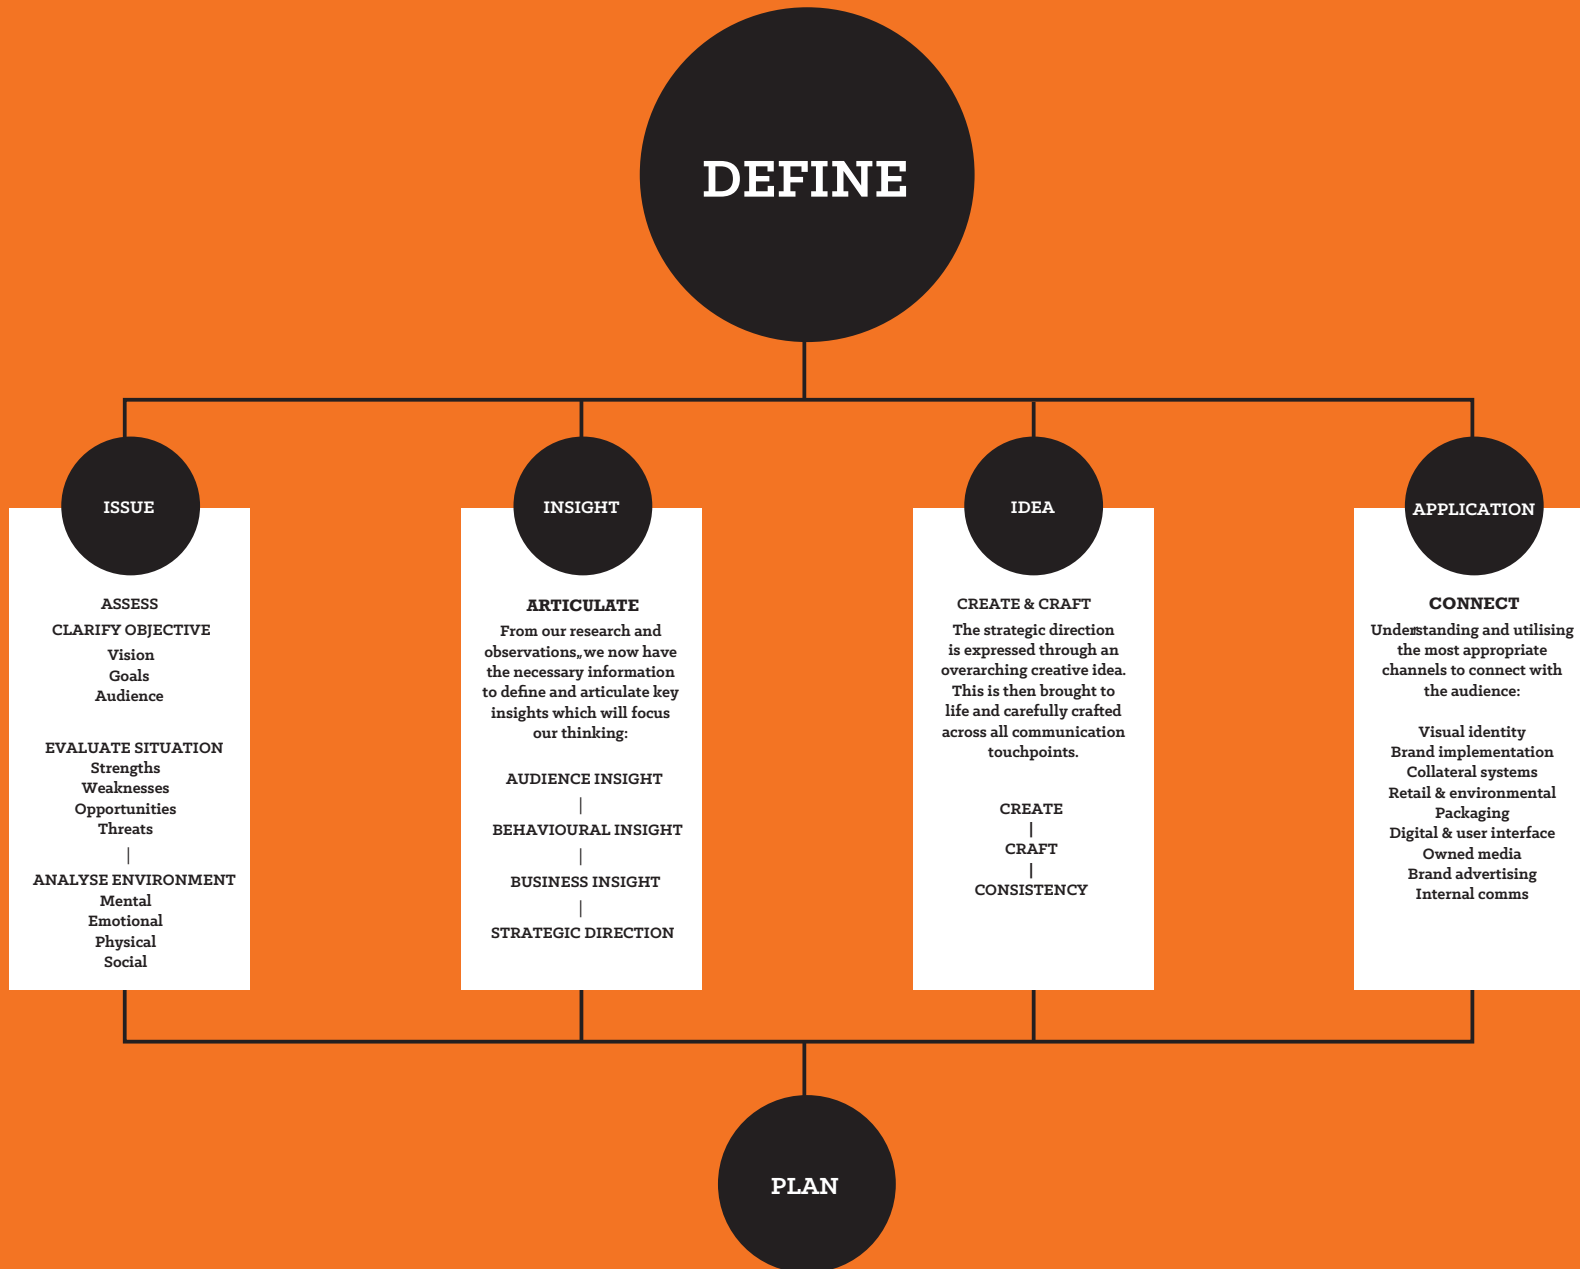 DEFINE
ISSUE
ASSESS
CLARIFY OBJECTIVE
Vision
Goals
Audience
EVALUATE SITUATION
Strengths
Weaknesses
Opportunities
Threats
|
ANALYSE ENVIRONMENT
Mental
Emotional
Physical
Social
INSIGHT
ARTICULATE
From our research and
observations,, we now have
the necessary information
to define and articulate key
insights which will focus
our thinking:
AUDIENCE INSIGHT
|
BEHAVIOURAL INSIGHT
|
BUSINESS INSIGHT
|
STRATEGIC DIRECTION
IDEA
CREATE & CRAFT
The strategic direction
is expressed through an
overarching creative idea.
This is then brought to
life and carefully crafted
across all communication
touchpoints.
CREATE
|
CRAFT
|
CONSISTENCY
APPLICATION
CONNECT
Understanding and utilising
the most appropriate
channels to connect with
the audience:
Visual identity
Brand implementation
Collateral systems
Retail & environmental
Packaging
Digital & user interface
Owned media
Brand advertising
Internal comms
PLAN